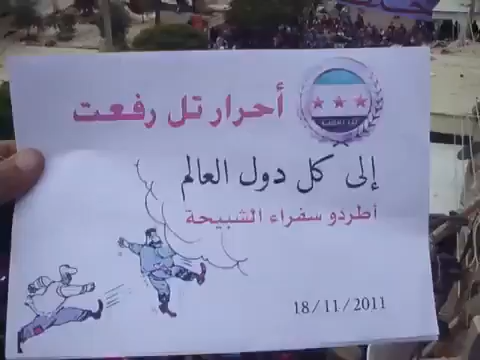 أحرار تل رفعت
إلى كل دول العالم
أطردو سفراء الشبيحة
18/11/2011